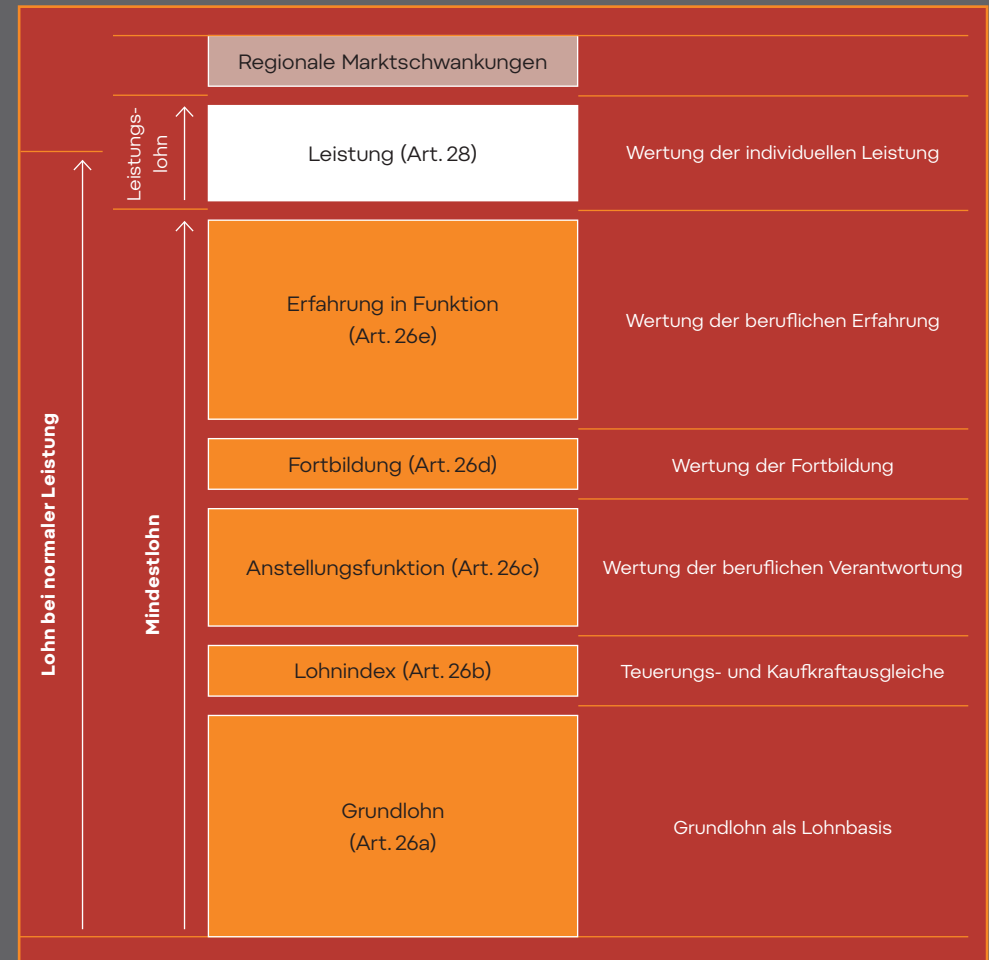 Regionale Marktschwankungen
Leistungs-
lohn
Leistung (Art. 28)
Wertung der individuellen Leistung
Erfahrung in Funktion
(Art. 26e)
Wertung der beruflichen Erfahrung
Lohn bei normaler Leistung
Mindestlohn
Fortbildung (Art. 26d)
Wertung der Fortbildung
Anstellungsfunktion (Art. 26c)
Wertung der beruflichen Verantwortung
Lohnindex (Art. 26b)
Teuerungs- und Kaufkraftausgleiche
Grundlohn
(Art. 26a)
Grundlohn als Lohnbasis